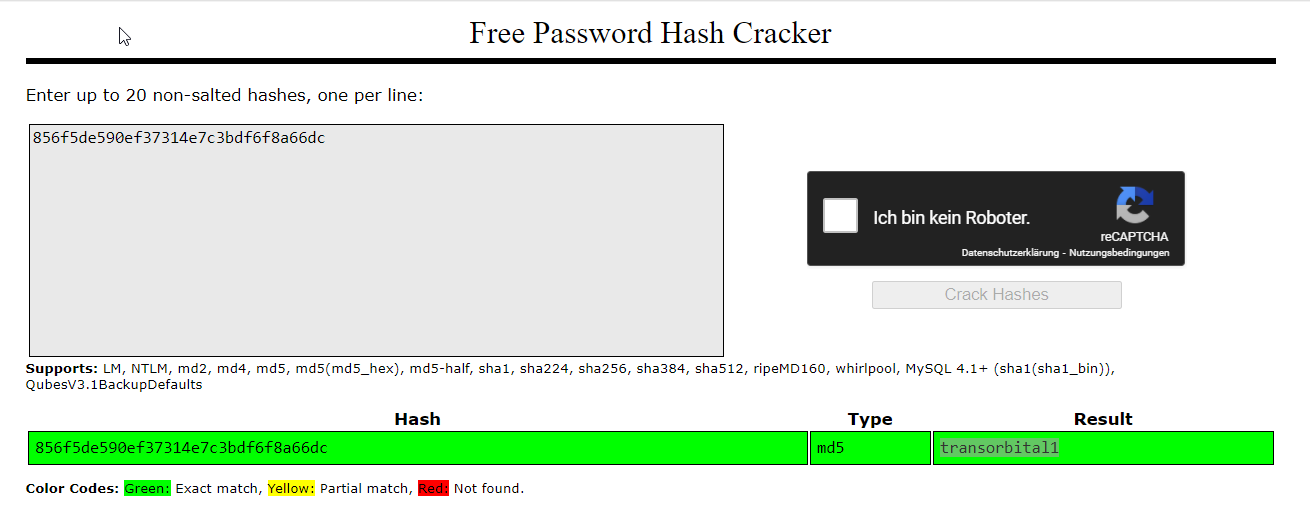 Free Password Hash Cracker
Enter up to 20 non-salted hashes, one per line:
856f5de590ef37314e7c3bdf6f8a66dc
Ich bin kein Roboter.
reCAPTCHA
Datenschutzerklärung - Nutzungsbedingungen
Crack Hashes
Supports: LM, NTLM, md2, md4, md5, md5(md5_hex), md5-half, sha1, sha224, sha256, sha384, sha512, ripeMD160, whirlpool, MySQL 4.1+ (sha1(sha1_bin)),
QubesV3.1BackupDefaults
Hash Type Result
856f5de590ef37314e7c3bdf6f8a66dc md5 transorbital1
Color Codes: Green: Exact match, Yellow: Partial match, Red: Not found.